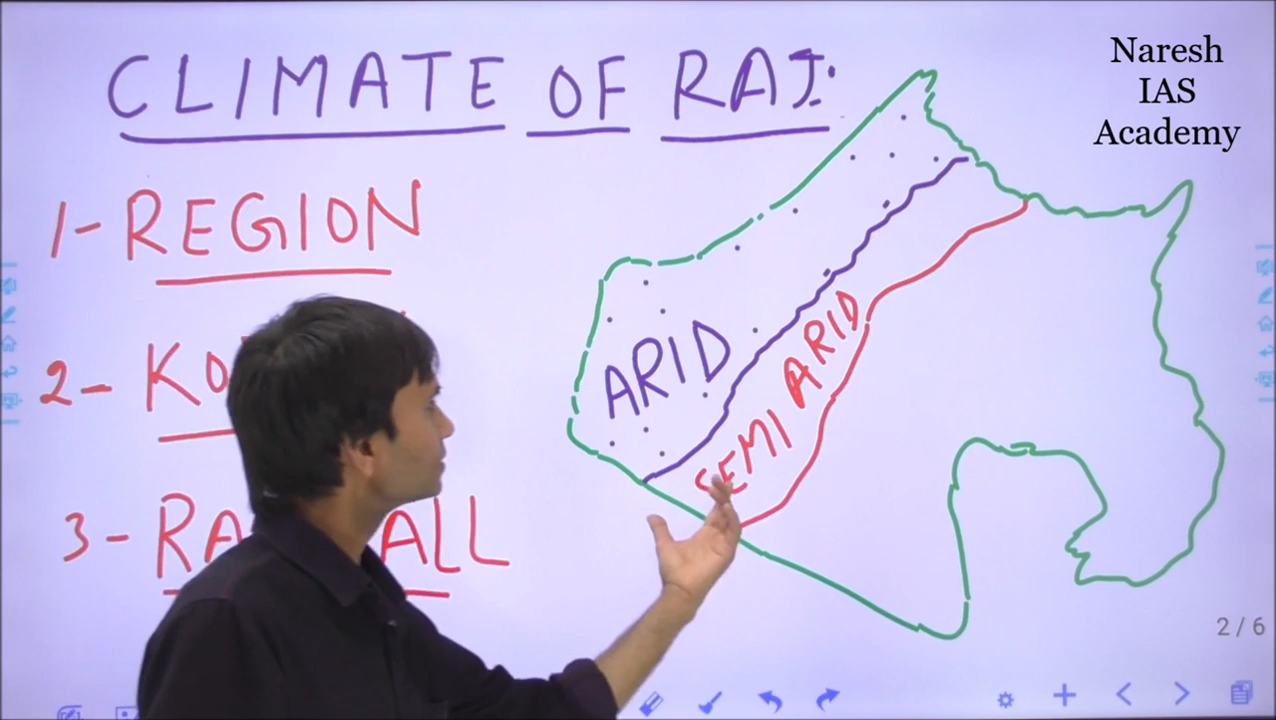 CLIMATE OF RAJ.
Naresh
IAS
Academy
1- REGION
2- KO
3- RA ALL
ARID
SEMI ARID
2 / 6